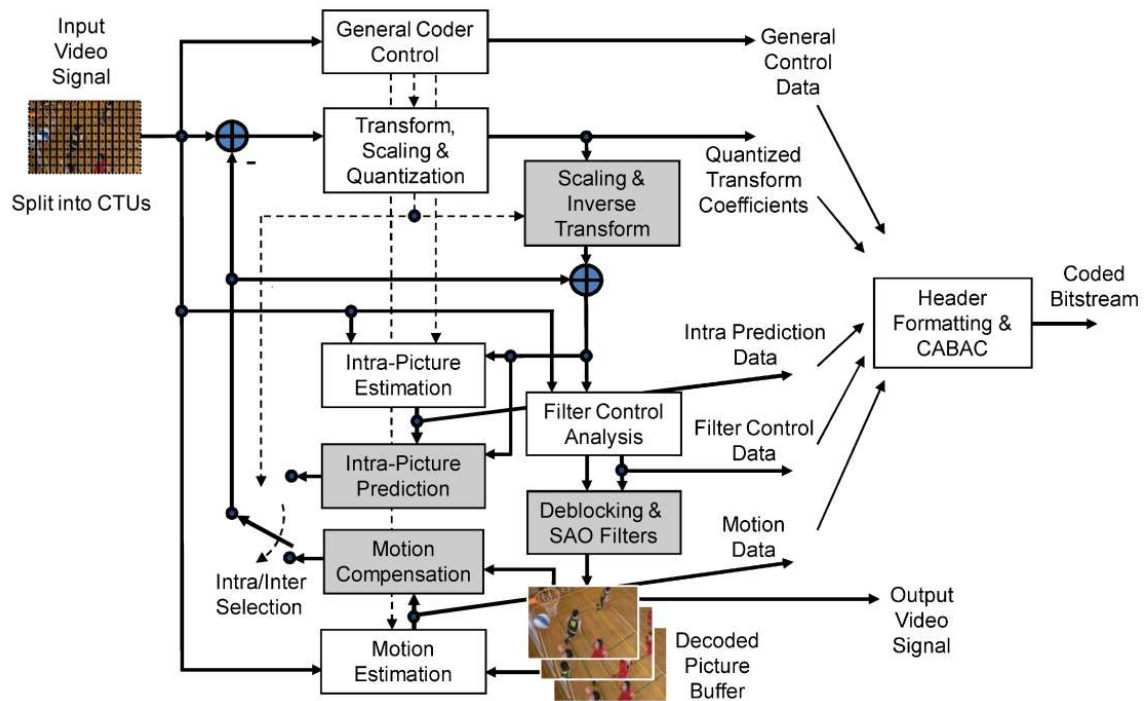 Input
Video
Signal
Split into CTUs
General Coder
Control
Transform,
Scaling &
Quantization
-
Scaling &
Inverse
Transform
General
Control
Data
Quantized
Transform
Coefficients
Intra-Picture
Estimation
Intra-Picture
Prediction
Motion
Compensation
Motion
Estimation
Intra/Inter
Selection
Filter Control
Analysis
Deblocking &
SAO Filters
Decoded
Picture
Buffer
Intra Prediction
Data
Filter Control
Data
Motion
Data
Output
Video
Signal
Header
Formatting &
CABAC
Coded
Bitstream